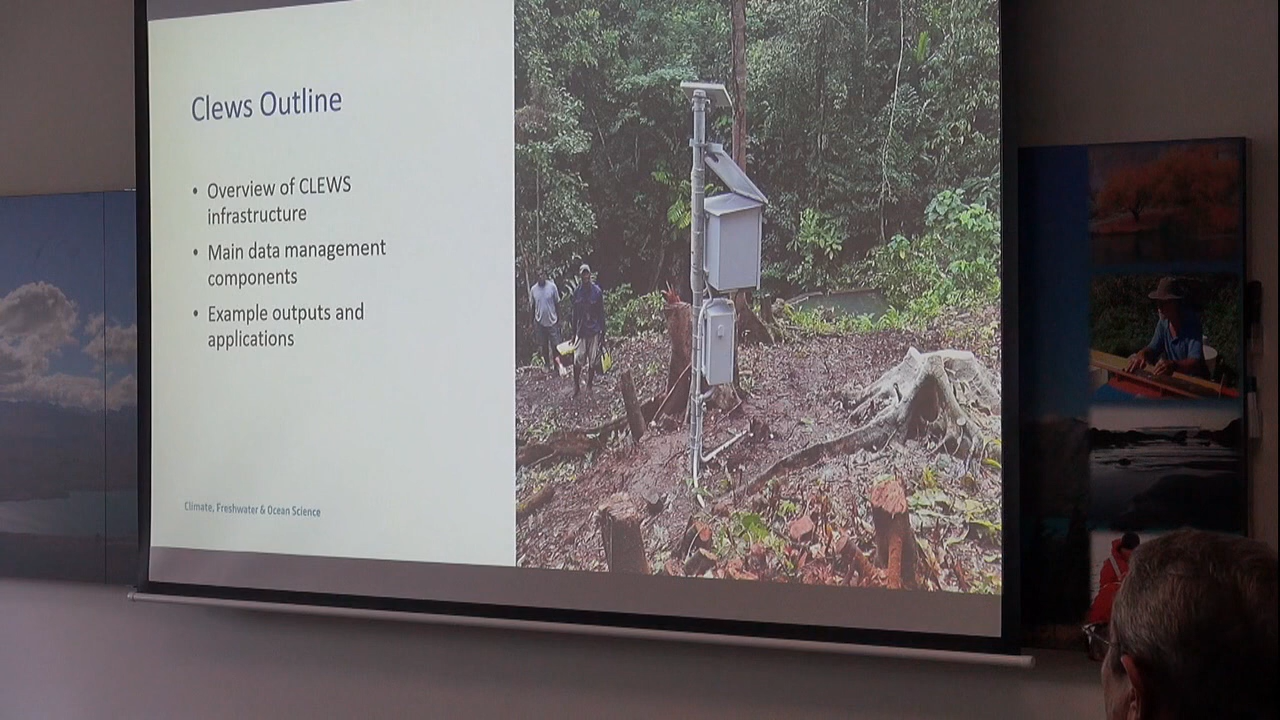 Clews Outline
• Overview of CLEWS
infrastructure
• Main data management
components
• Example outputs and
applications
Climate, Freshwater & Ocean Science